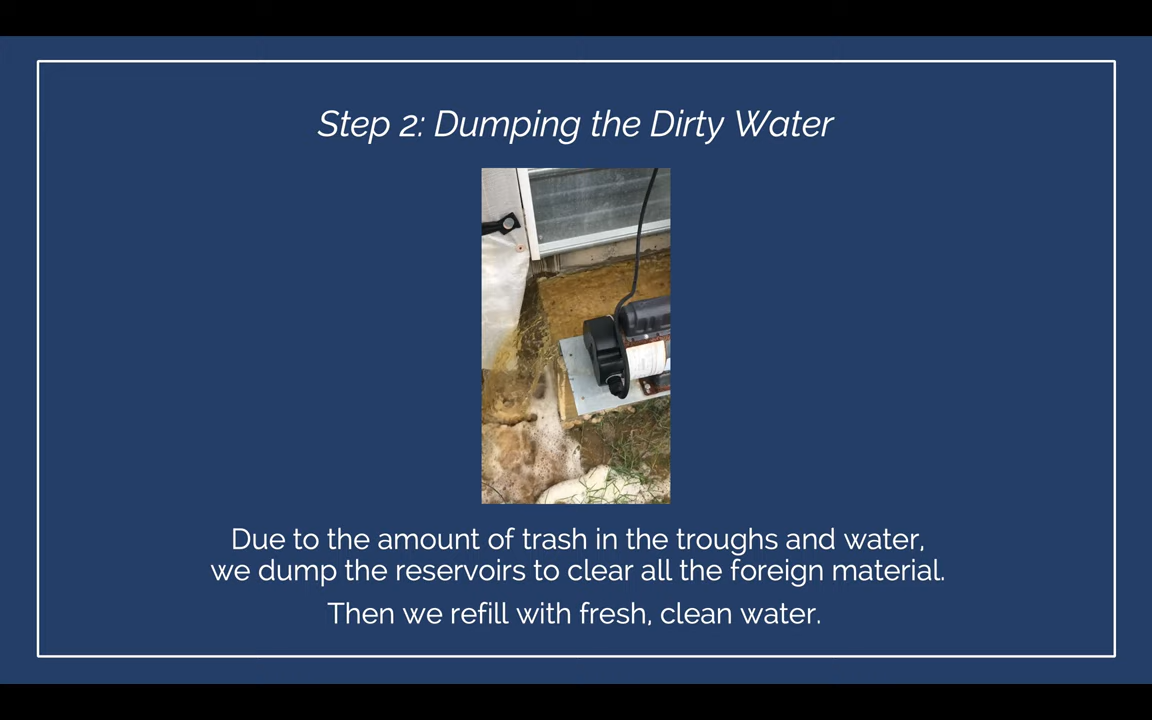 Step 2: Dumping the Dirty Water
Due to the amount of trash in the troughs and water,
we dump the reservoirs to clear all the foreign material.
Then we refill with fresh, clean water.